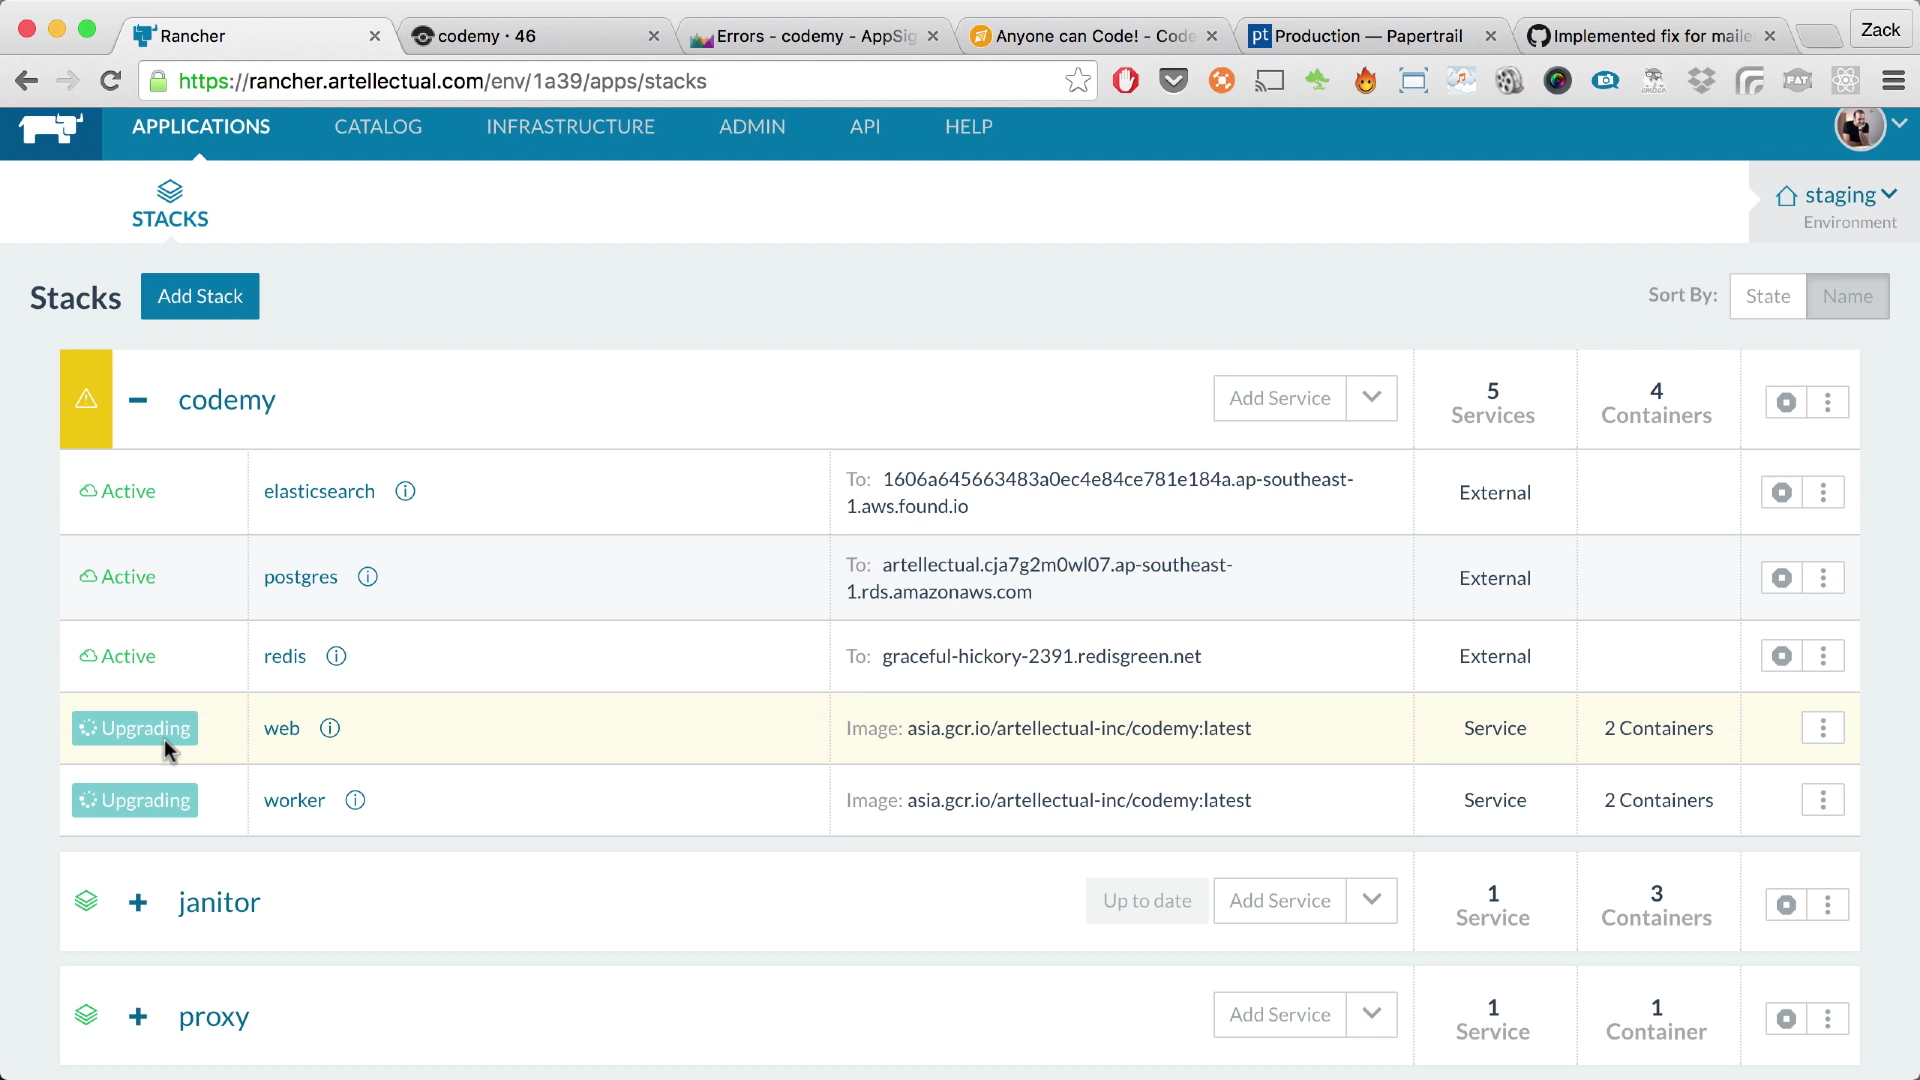 Rancher
codemy · 46
Errors - codemy - AppSig
Anyone can Code! - Code
pt Production — Papertrail
Implemented fix for maile
Zack
https://rancher.artellectual.com/env/1a39/apps/stacks
APPLICATIONS
CATALOG
INFRASTRUCTURE
ADMIN
API
HELP
STACKS
staging
Environment
Stacks
Add Stack
Sort By:
State
Name
codemy
Add Service
5
Services
4
Containers
Active
elasticsearch
To: 1606a645663483a0ec4e84ce781e184a.ap-southeast-
1.aws.found.io
External
Active
postgres
To: artellectual.cja7g2m0wl07.ap-southeast-
1.rds.amazonaws.com
External
Active
redis
To: graceful-hickory-2391.redisgreen.net
External
Upgrading
web
Image: asia.gcr.io/artellectual-inc/codemy:latest
Service
2 Containers
Upgrading
worker
Image: asia.gcr.io/artellectual-inc/codemy:latest
Service
2 Containers
janitor
Up to date
Add Service
1
Service
3
Containers
proxy
Add Service
1
Service
1
Container